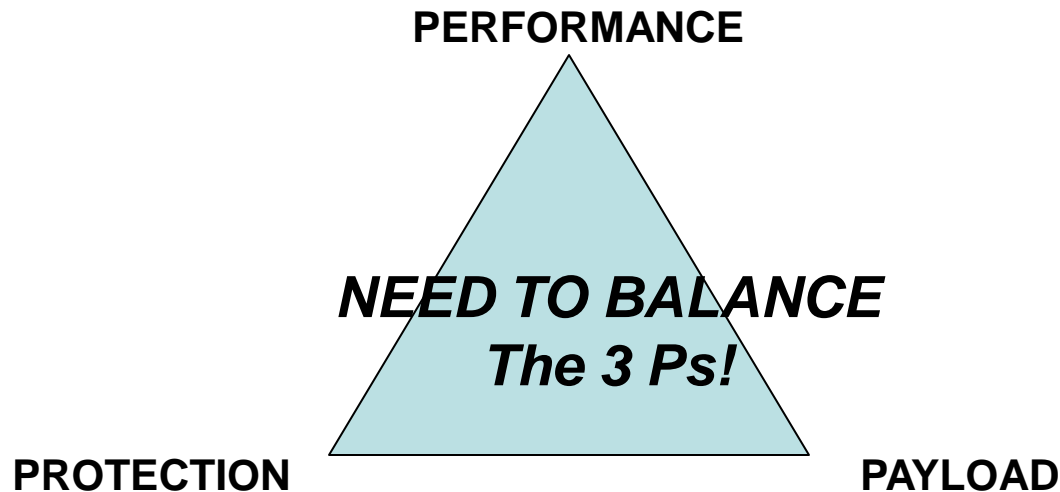 PERFORMANCE
NEED TO BALANCE
The 3 Ps!
PROTECTION
PAYLOAD